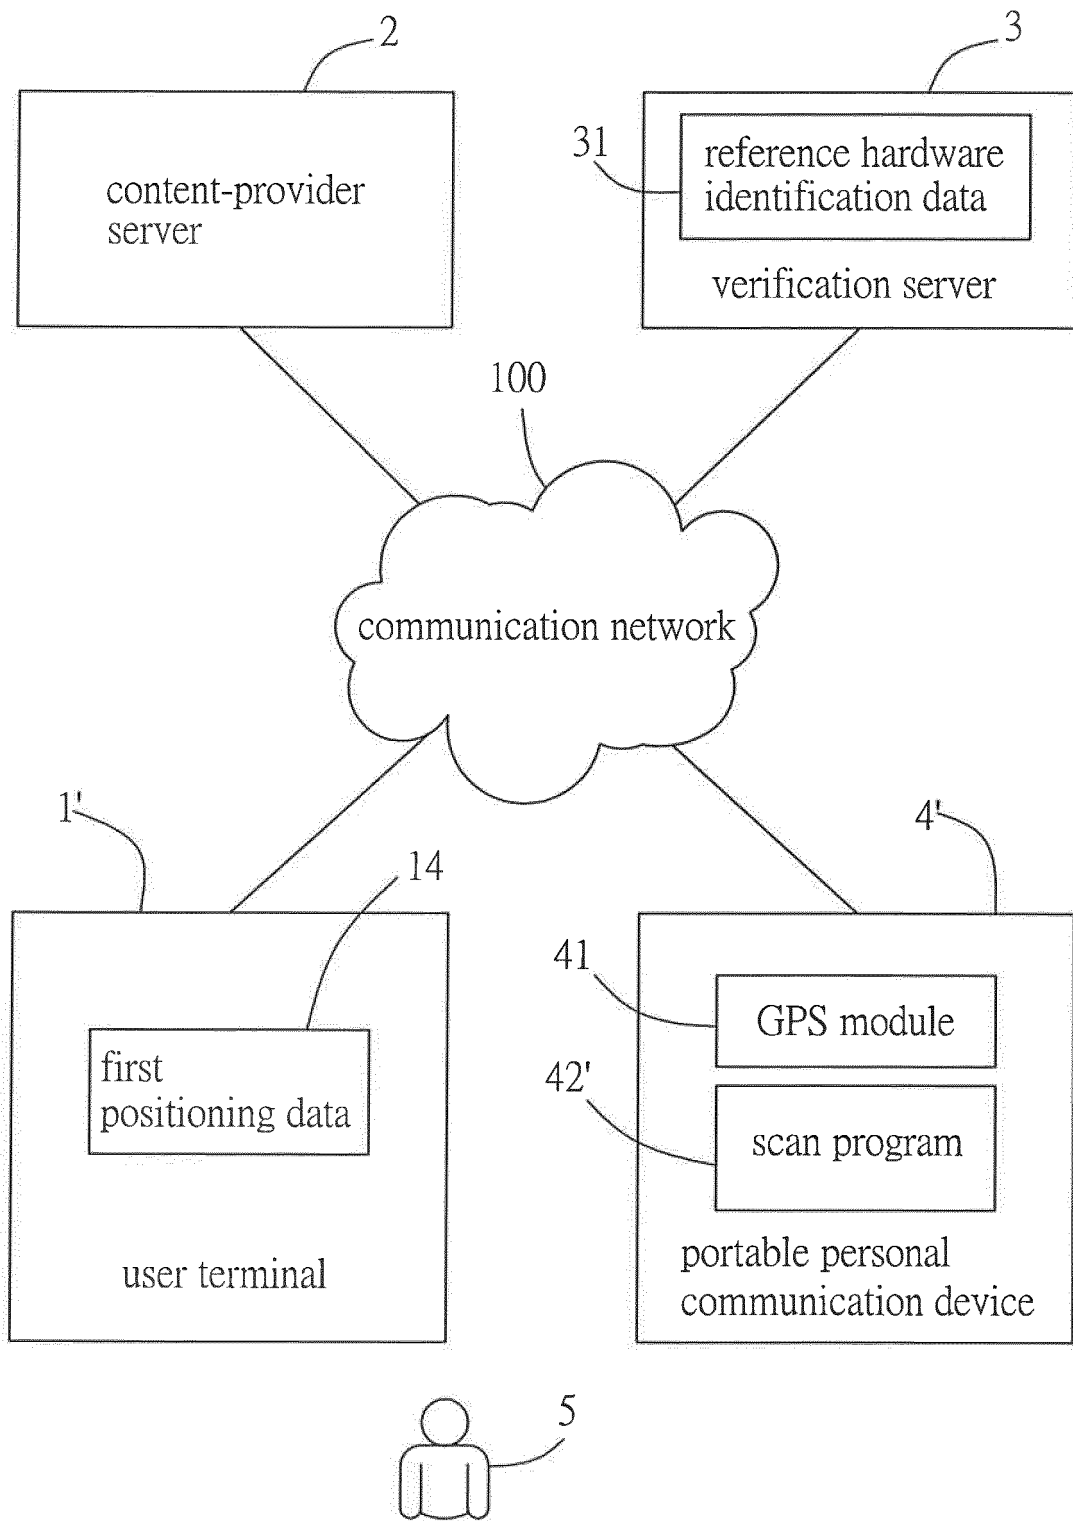 2
3
content-provider
server
31
reference hardware
identification data
verification server
100
communication network
1'
4'
14
41
GPS module
first
positioning data
42'
scan program
user terminal
portable personal
communication device
5